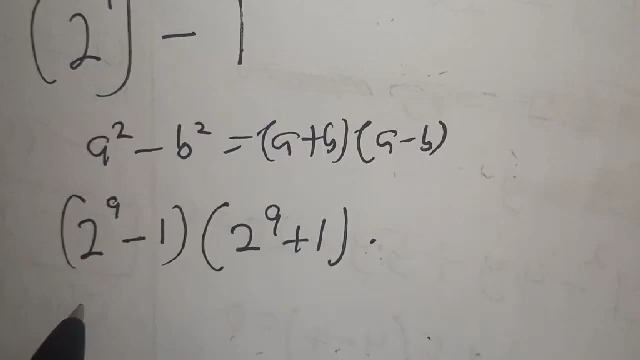 (2 ) - 1
a² - b² = (a+b)(a-b)
(2⁹ - 1)(2⁹ + 1).